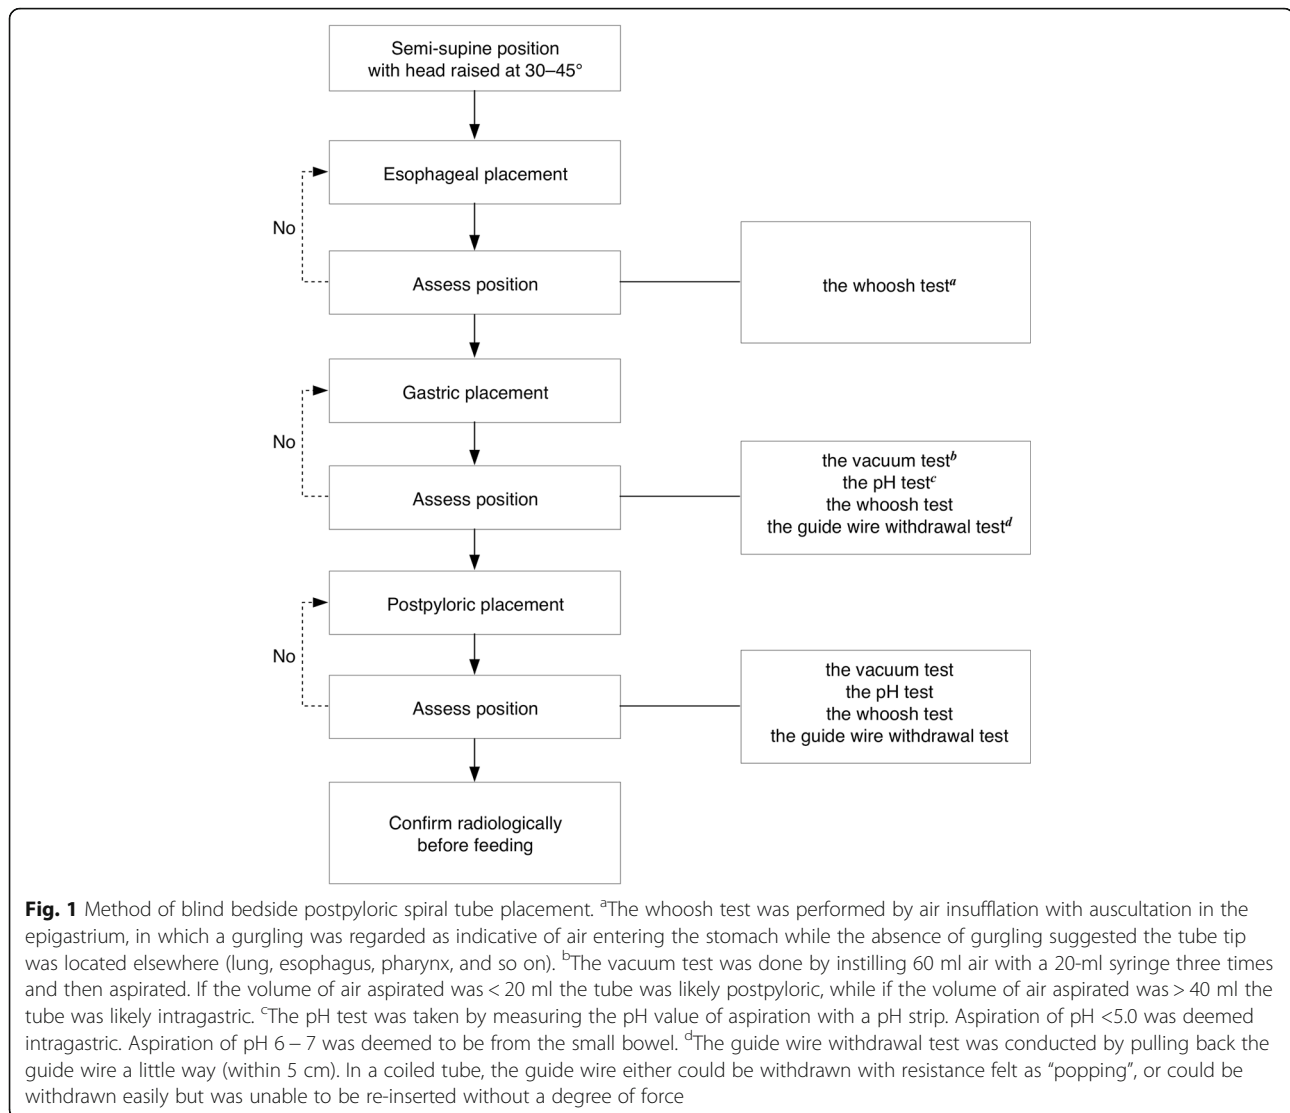 Semi-supine position
with head raised at 30–45°
Esophageal placement
No
Assess position
the whoosh testᵃ
Gastric placement
No
Assess position
the vacuum testᵇ
the pH testᶜ
the whoosh test
the guide wire withdrawal testᵈ
Postpyloric placement
No
Assess position
the vacuum test
the pH test
the whoosh test
the guide wire withdrawal test
Confirm radiologically
before feeding
Fig. 1 Method of blind bedside postpyloric spiral tube placement. ᵃThe whoosh test was performed by air insufflation with auscultation in the
epigastrium, in which a gurgling was regarded as indicative of air entering the stomach while the absence of gurgling suggested the tube tip
was located elsewhere (lung, esophagus, pharynx, and so on). ᵇThe vacuum test was done by instilling 60 ml air with a 20-ml syringe three times
and then aspirated. If the volume of air aspirated was < 20 ml the tube was likely postpyloric, while if the volume of air aspirated was > 40 ml the
tube was likely intragastric. ᶜThe pH test was taken by measuring the pH value of aspiration with a pH strip. Aspiration of pH <5.0 was deemed
intragastric. Aspiration of pH 6 − 7 was deemed to be from the small bowel. ᵈThe guide wire withdrawal test was conducted by pulling back the
guide wire a little way (within 5 cm). In a coiled tube, the guide wire either could be withdrawn with resistance felt as “popping”, or could be
withdrawn easily but was unable to be re-inserted without a degree of force